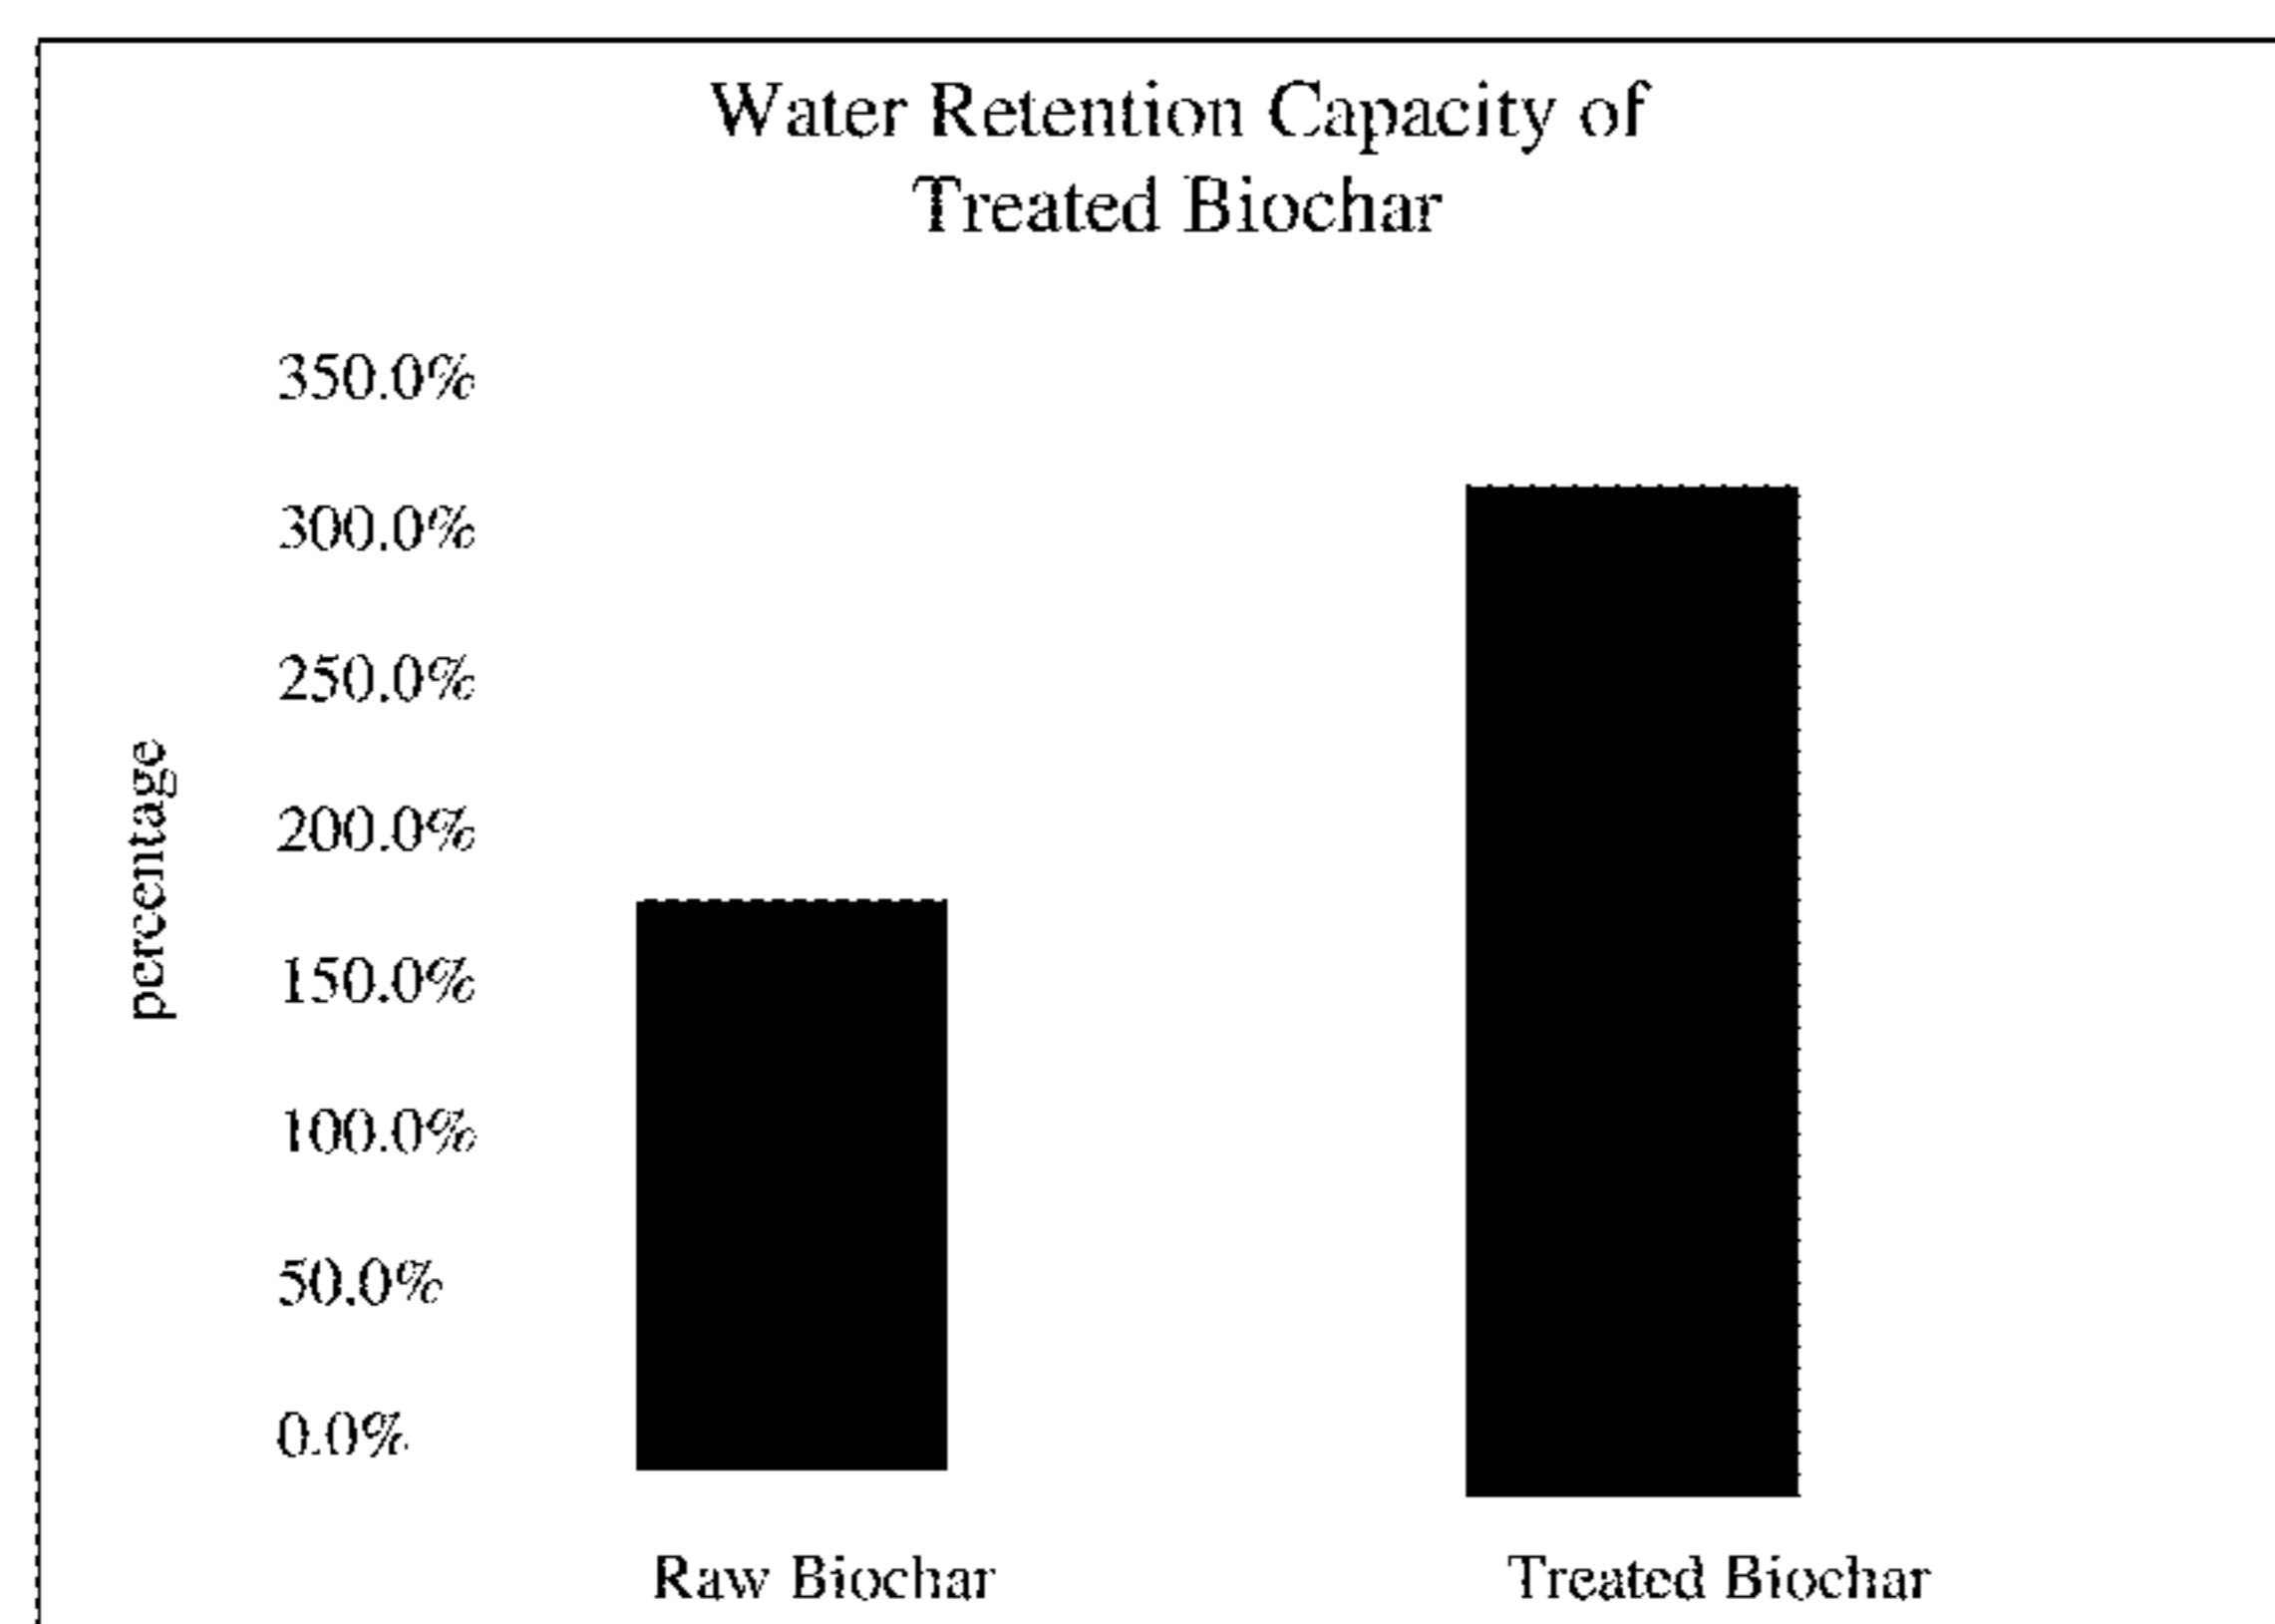 Water Retention Capacity of
Treated Biochar
350.0%
300.0%
250.0%
200.0%
150.0%
100.0%
50.0%
0.0%
percentage
Raw Biochar
Treated Biochar